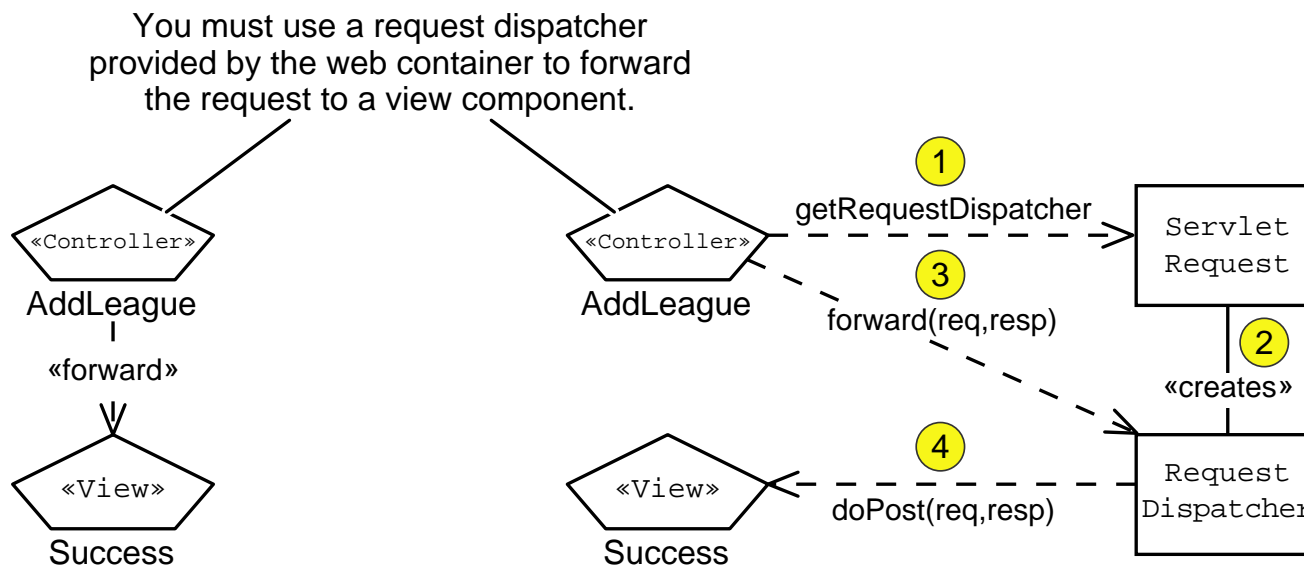 You must use a request dispatcher
provided by the web container to forward
the request to a view component.
«Controller»
AddLeague
«forward»
«View»
Success
«Controller»
AddLeague
1
getRequestDispatcher
Servlet
Request
3
forward(req,resp)
2
«creates»
Request
Dispatcher
4
doPost(req,resp)
«View»
Success